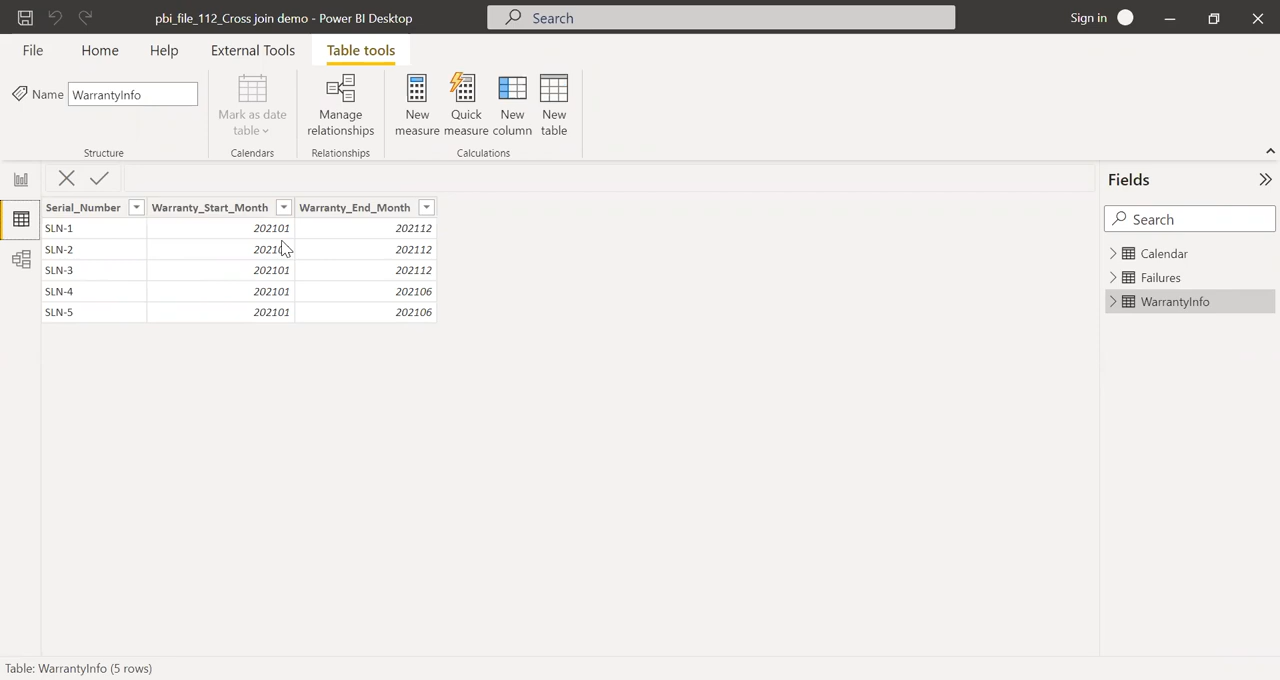 pbi_file_112_Cross join demo - Power BI Desktop
Search
Sign in
File
Home
Help
External Tools
Table tools
Name
WarrantyInfo
Structure
Mark as date
table
Calendars
Manage
relationships
Relationships
New
measure
Quick
measure
New
column
New
table
Calculations
Serial_Number Warranty_Start_Month Warranty_End_Month
SLN-1 202101 202112
SLN-2 202112
SLN-3 202101 202112
SLN-4 202101 202106
SLN-5 202101 202106
Fields
Search
Calendar
Failures
WarrantyInfo
Table: WarrantyInfo (5 rows)